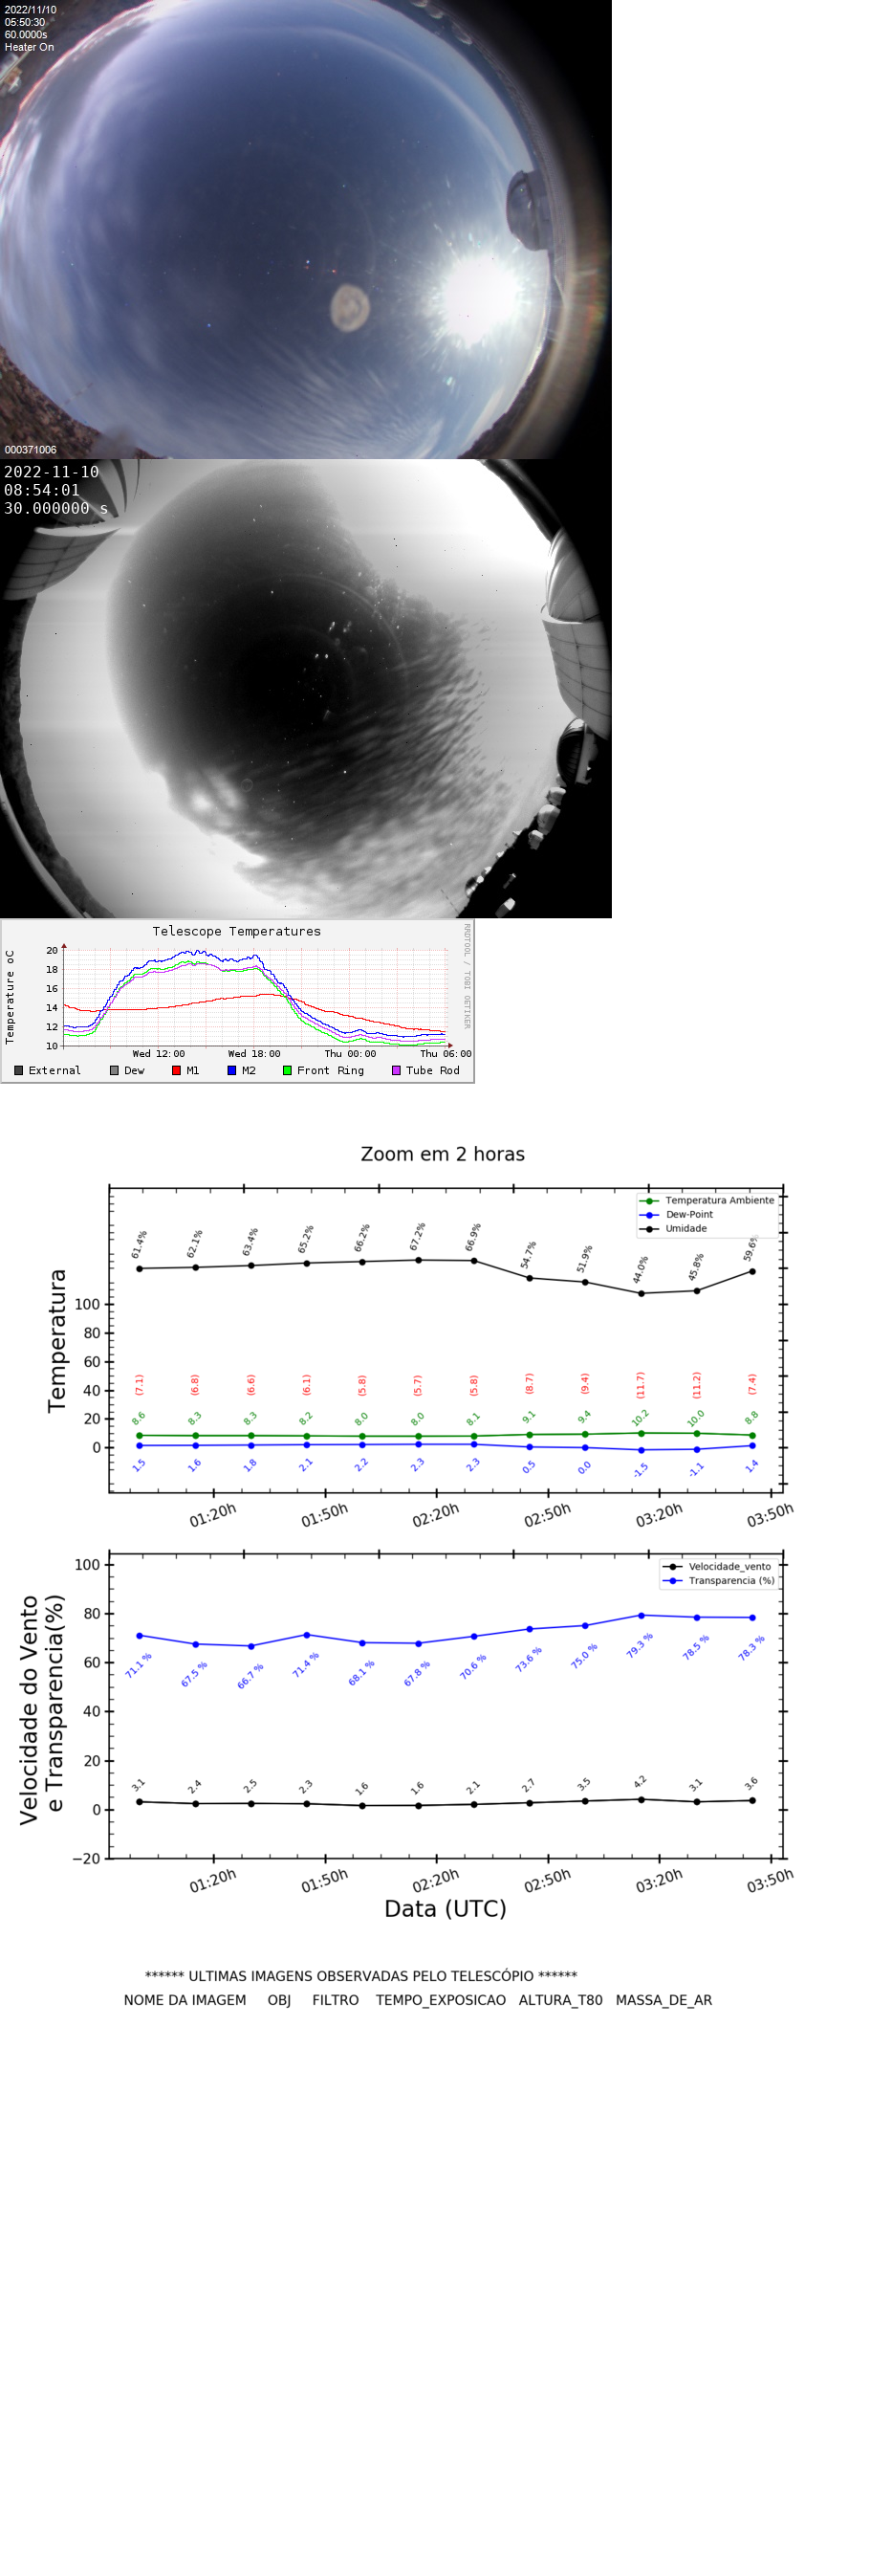 2022/11/10
05:50:30
60.0000s
Heater On
000371006
2022-11-10
08:54:01
30.000000 s
Telescope Temperatures
RRDTOOL / TOBI OETIKER
Temperature oC
20
18
16
14
12
10
Wed 12:00 Wed 18:00 Thu 00:00 Thu 06:00
External Dew M1 M2 Front Ring Tube Rod
Zoom em 2 horas
Temperatura
Temperatura Ambiente
Dew-Point
Umidade
61.4% 62.1% 63.4% 65.2% 66.2% 67.2% 66.9% 54.7% 51.9% 44.0% 45.8% 59.6%
100
80
60
40
20
0
(7.1) (6.8) (6.6) (6.1) (5.8) (5.7) (5.8) (8.7) (9.4) (11.7) (11.2) (7.4)
8.6 8.3 8.3 8.2 8.0 8.0 8.1 9.1 9.4 10.2 10.0 8.8
1.5 1.6 1.8 2.1 2.2 2.3 2.3 0.5 0.0 -1.5 -1.1 1.4
01:20h 01:50h 02:20h 02:50h 03:20h 03:50h
Velocidade do Vento
e Transparencia(%)
Velocidade_vento
Transparencia (%)
100
80
60
40
20
0
−20
71.1 % 67.5 % 66.7 % 71.4 % 68.1 % 67.8 % 70.6 % 73.6 % 75.0 % 79.3 % 78.5 % 78.3 %
3.1 2.4 2.5 2.3 1.6 1.6 2.1 2.7 3.5 4.2 3.1 3.6
01:20h 01:50h 02:20h 02:50h 03:20h 03:50h
Data (UTC)
****** ULTIMAS IMAGENS OBSERVADAS PELO TELESCÓPIO ******
NOME DA IMAGEM OBJ FILTRO TEMPO_EXPOSICAO ALTURA_T80 MASSA_DE_AR